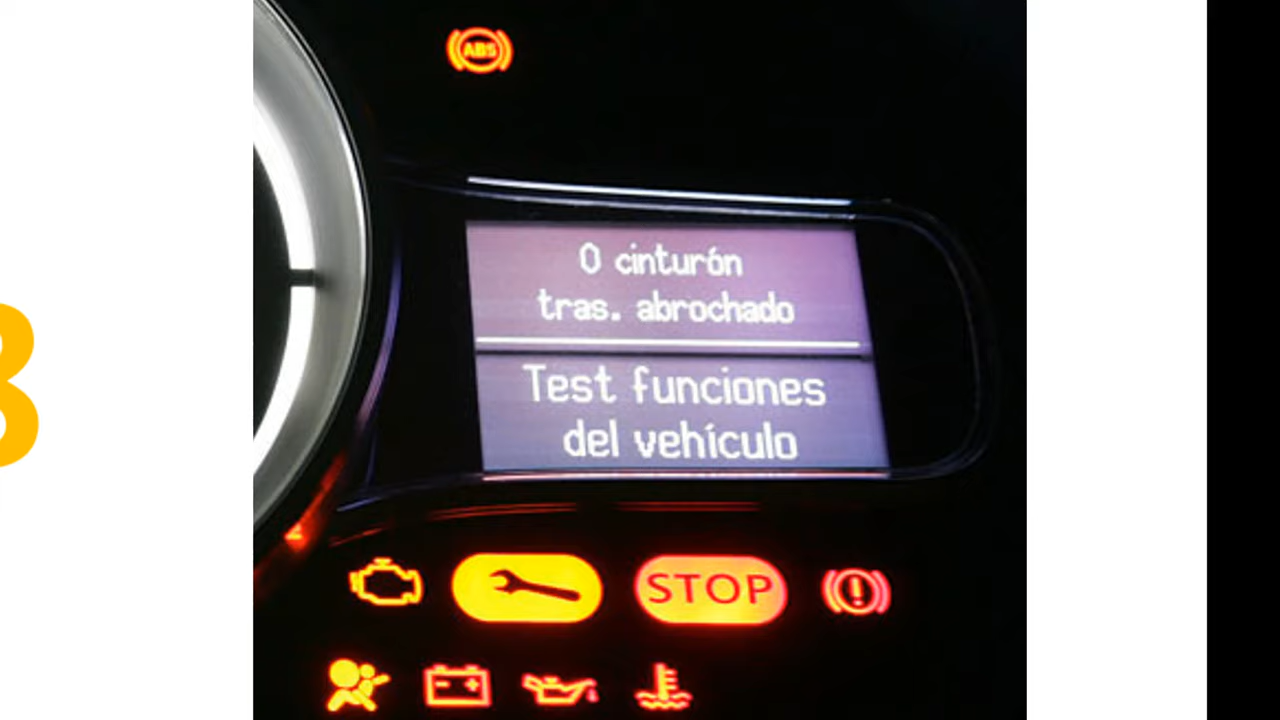 ABS
0 cinturón
tras. abrochado
Test funciones
del vehículo
STOP